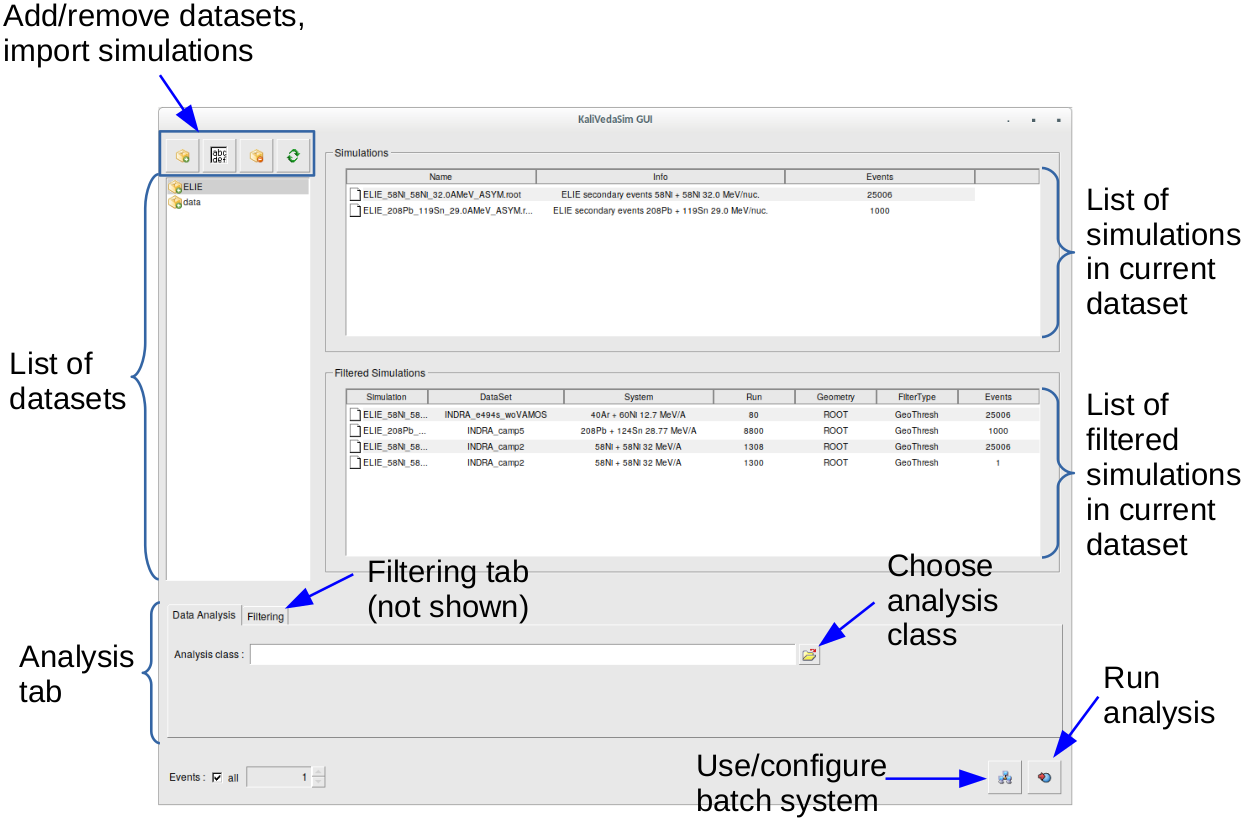 Add/remove datasets,
import simulations
KaliVedaSim GUI
abc
def
ELIE
data
Simulations
Name Info Events
ELIE_58Ni_58Ni_32.0AMeV_ASYM.root ELIE secondary events 58Ni + 58Ni 32.0 MeV/nuc. 25006
ELIE_208Pb_119Sn_29.0AMeV_ASYM.r... ELIE secondary events 208Pb + 119Sn 29.0 MeV/nuc. 1000
List of
simulations
in current
dataset
List of
datasets
Filtered Simulations
Simulation DataSet System Run Geometry FilterType Events
ELIE_58Ni_58... INDRA_e494s_woVAMOS 40Ar + 60Ni 12.7 MeV/A 80 ROOT GeoThresh 25006
ELIE_208Pb_... INDRA_camp5 208Pb + 124Sn 28.77 MeV/A 8800 ROOT GeoThresh 1000
ELIE_58Ni_58... INDRA_camp2 58Ni + 58Ni 32 MeV/A 1308 ROOT GeoThresh 25006
ELIE_58Ni_58... INDRA_camp2 58Ni + 58Ni 32 MeV/A 1300 ROOT GeoThresh 1
List of
filtered
simulations
in current
dataset
Filtering tab
(not shown)
Choose
analysis
class
Data Analysis Filtering
Analysis class :
Analysis
tab
Run
analysis
Use/configure
batch system
Events : all 1